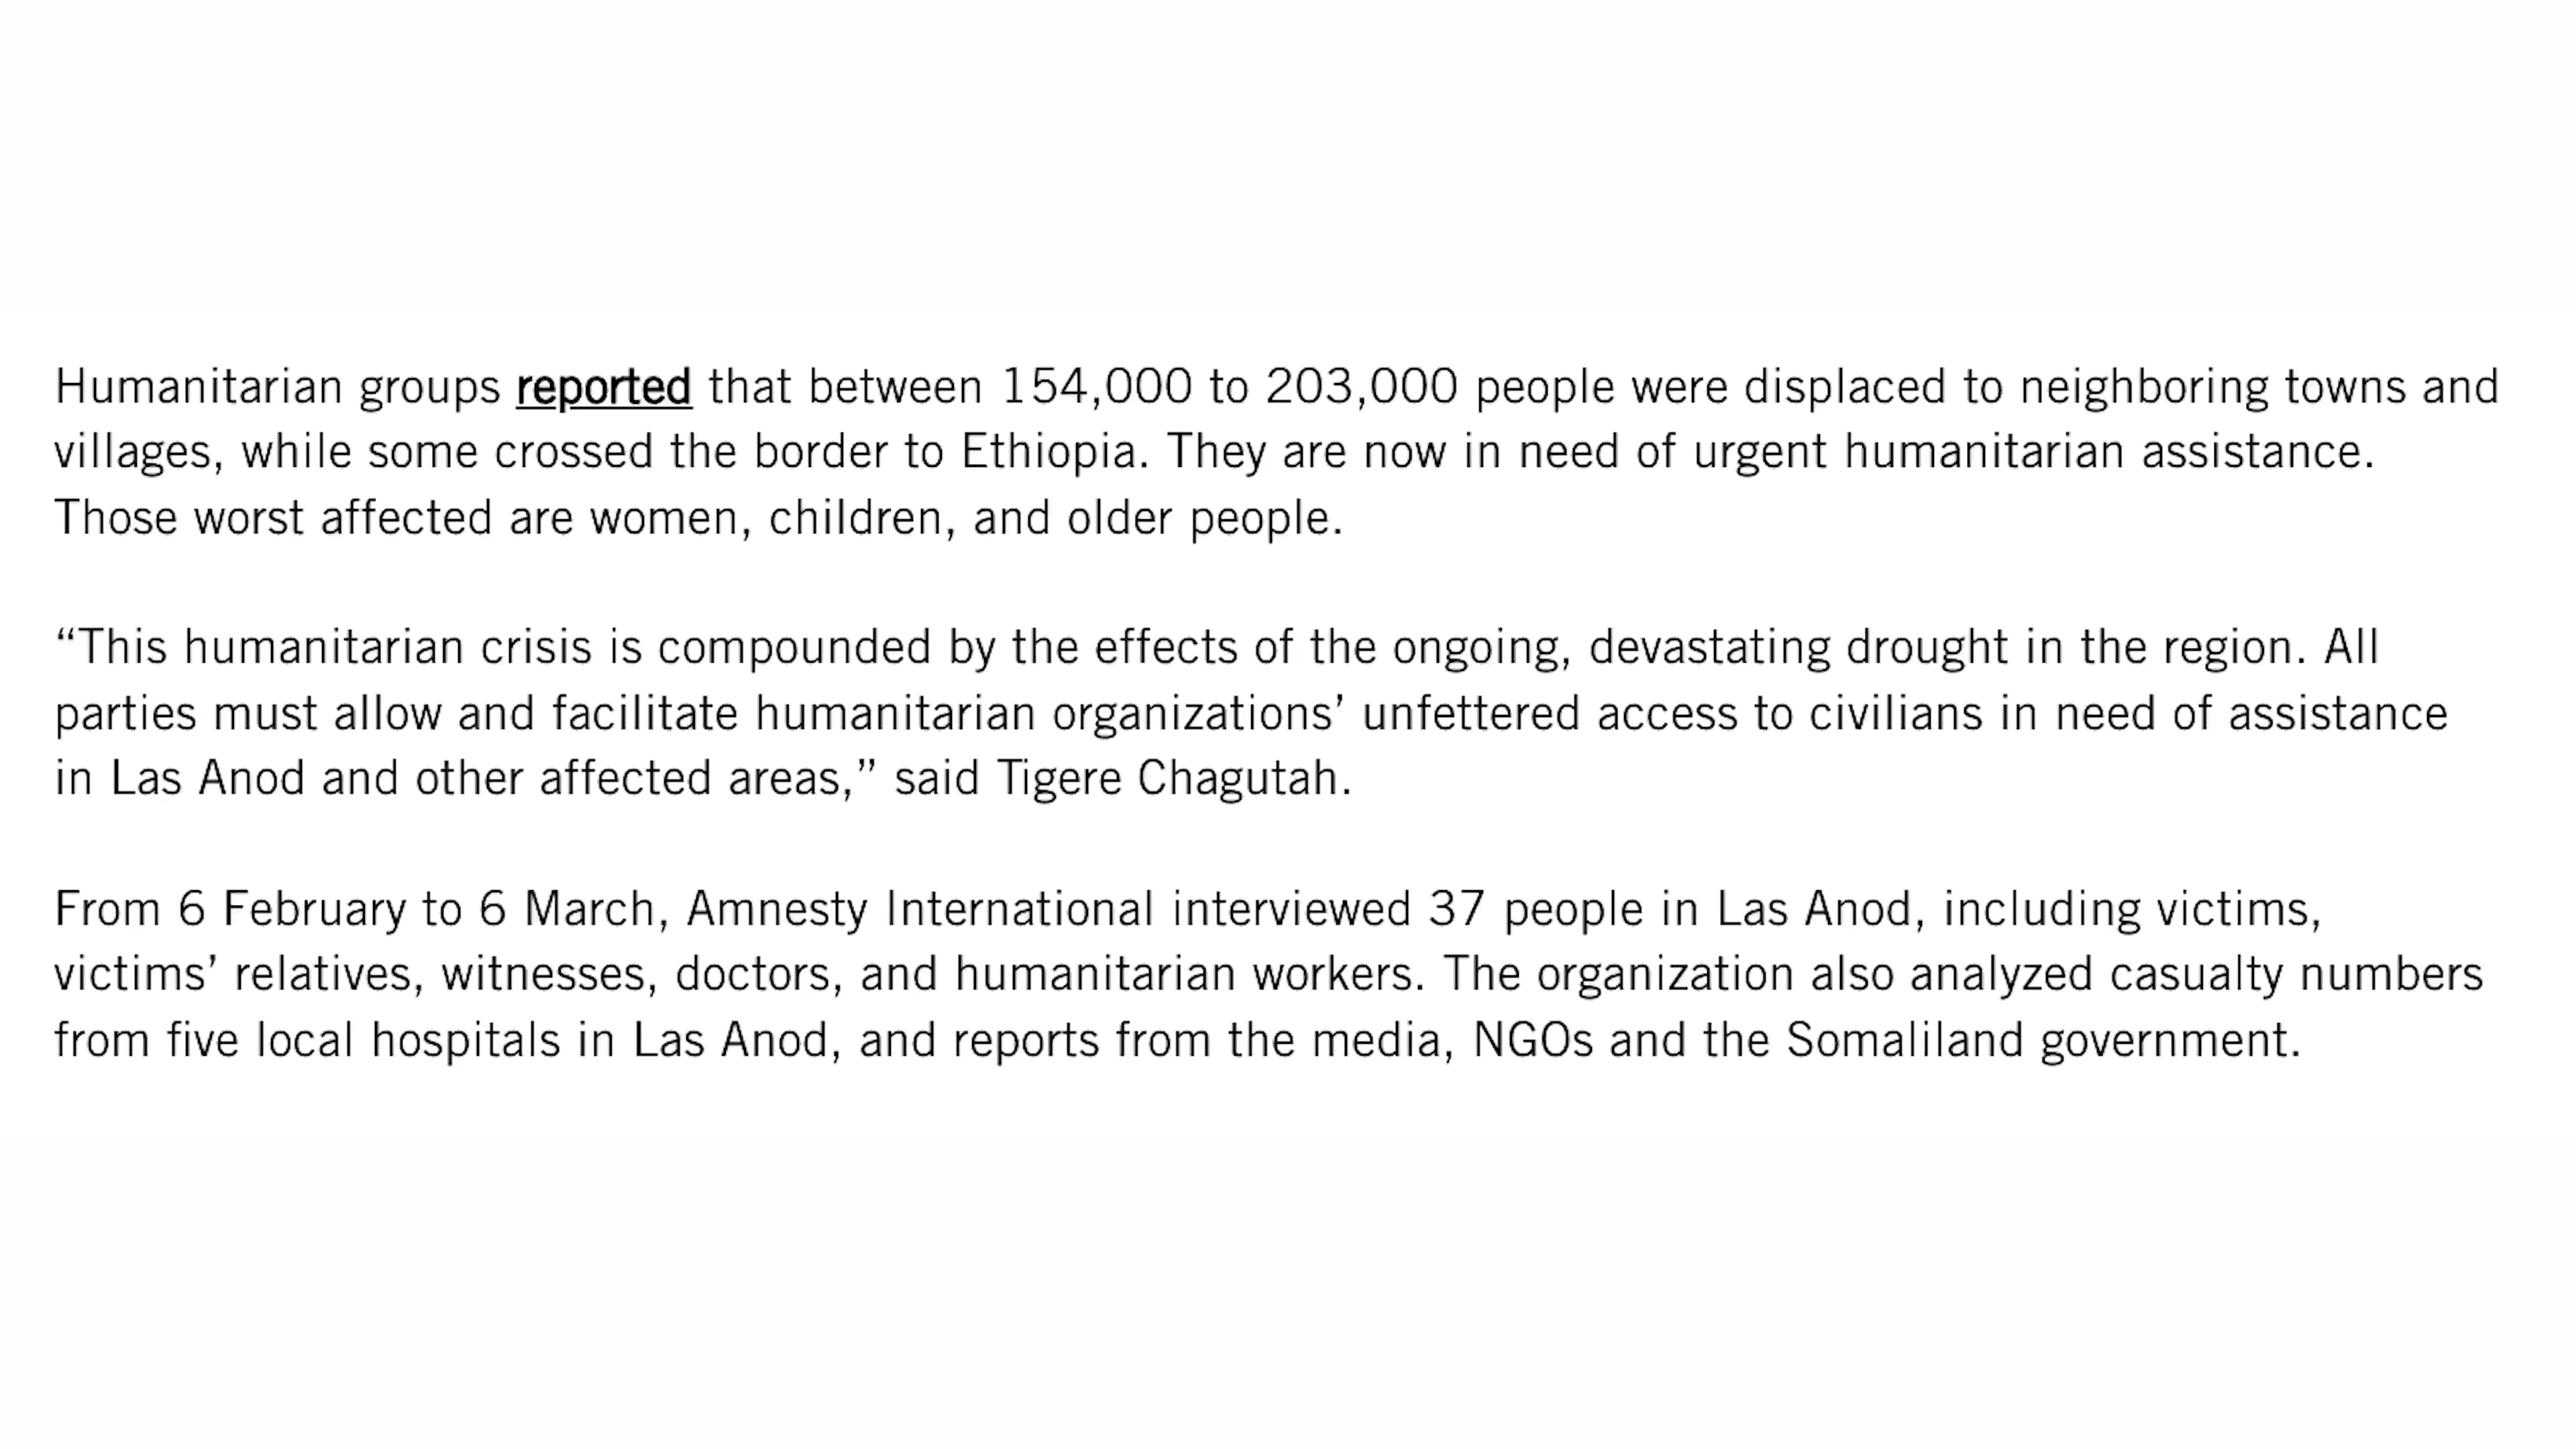 Humanitarian groups reported that between 154,000 to 203,000 people were displaced to neighboring towns and
villages, while some crossed the border to Ethiopia. They are now in need of urgent humanitarian assistance.
Those worst affected are women, children, and older people.
“This humanitarian crisis is compounded by the effects of the ongoing, devastating drought in the region. All
parties must allow and facilitate humanitarian organizations’ unfettered access to civilians in need of assistance
in Las Anod and other affected areas,” said Tigere Chagutah.
From 6 February to 6 March, Amnesty International interviewed 37 people in Las Anod, including victims,
victims’ relatives, witnesses, doctors, and humanitarian workers. The organization also analyzed casualty numbers
from five local hospitals in Las Anod, and reports from the media, NGOs and the Somaliland government.